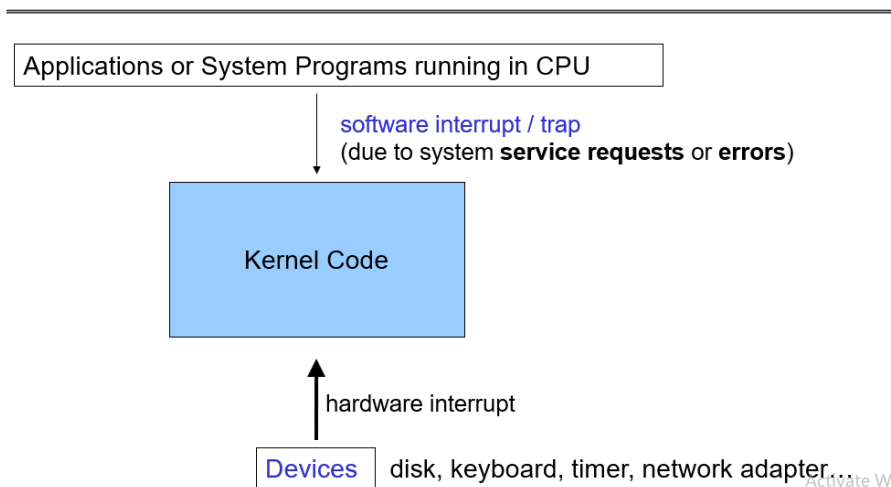 Applications or System Programs running in CPU
software interrupt / trap
(due to system service requests or errors)
Kernel Code
hardware interrupt
Devices disk, keyboard, timer, network adapter…
Activate W